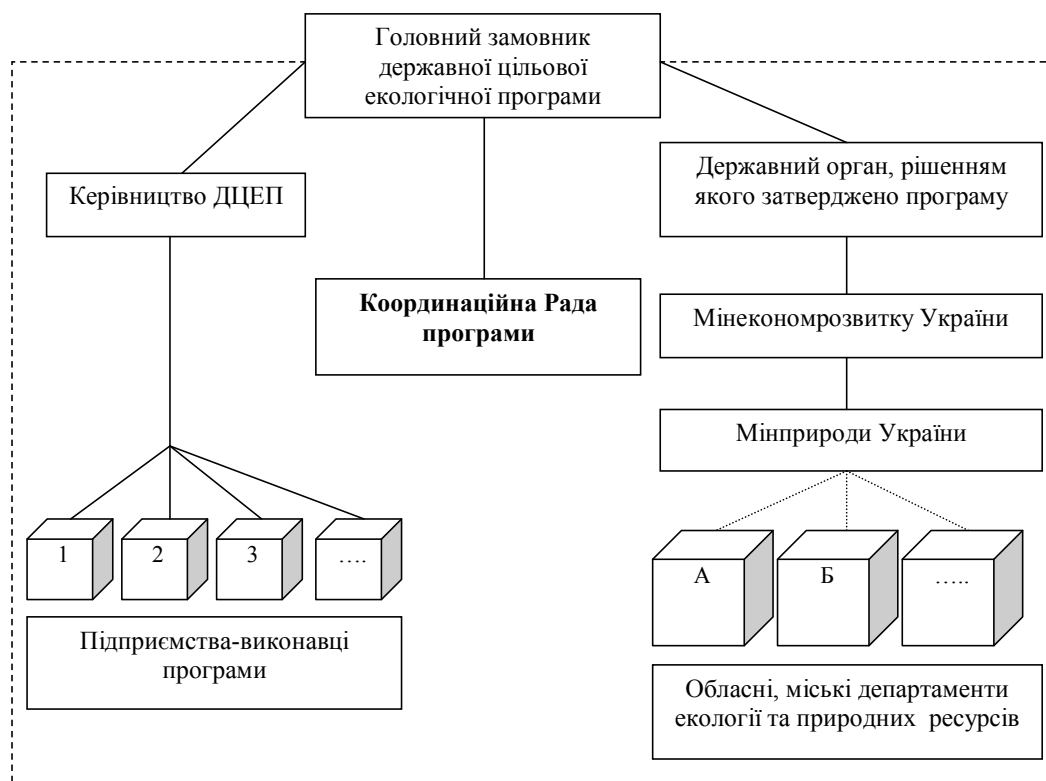 Головний замовник
державної цільової
екологічної програми
Керівництво ДЦЕП
Державний орган, рішенням
якого затверджено програму
Координаційна Рада
програми
Мінекономрозвитку України
Мінприроди України
1
2
3
….
А
Б
…..
Підприємства-виконавці
програми
Обласні, міські департаменти
екології та природних ресурсів